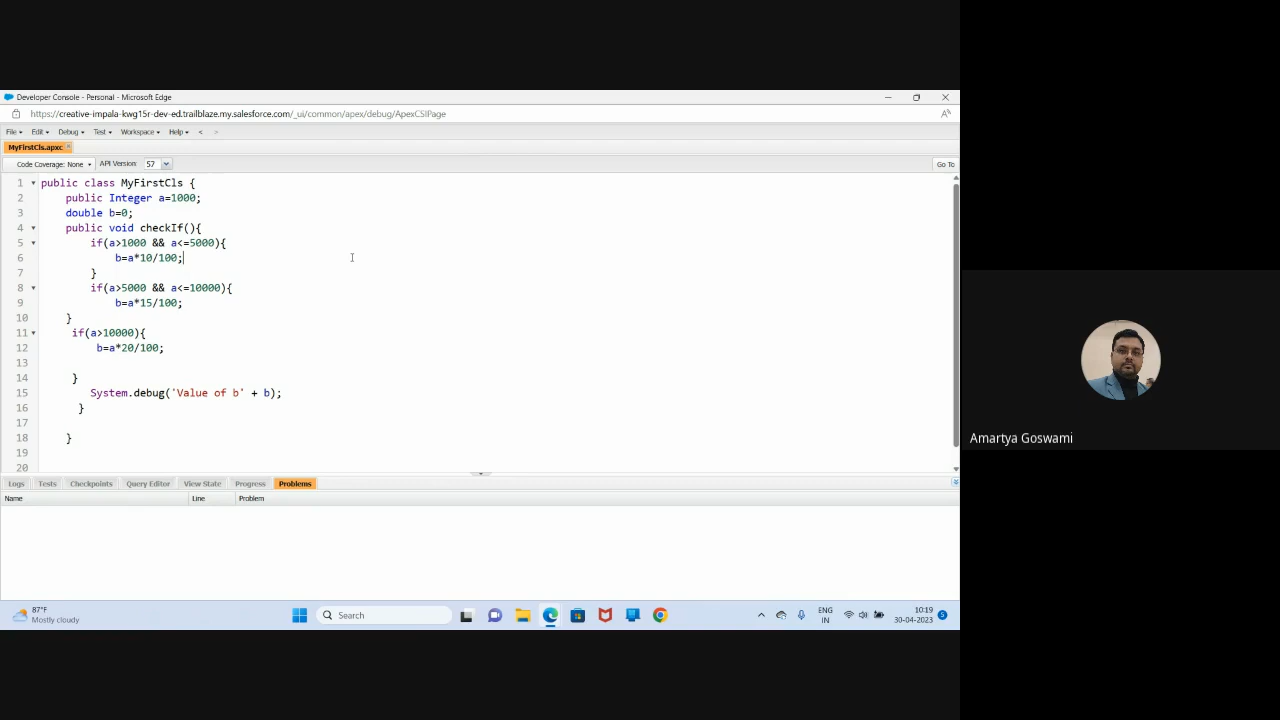 Developer Console - Personal - Microsoft Edge
https://creative-impala-kwg15r-dev-ed.trailblaze.my.salesforce.com/_ui/common/apex/debug/ApexCSIPage
File Edit Debug Test Workspace Help < >
MyFirstCls.apxc
Code Coverage: None API Version: 57 Go To
1 public class MyFirstCls {
2 public Integer a=1000;
3 double b=0;
4 public void checkIf(){
5 if(a>1000 && a<=5000){
6 b=a*10/100;
7 }
8 if(a>5000 && a<=10000){
9 b=a*15/100;
10 }
11 if(a>10000){
12 b=a*20/100;
13
14 }
15 System.debug('Value of b' + b);
16 }
17
18 }
19
20
Logs Tests Checkpoints Query Editor View State Progress Problems
Name Line Problem
Amartya Goswami
87°F
Mostly cloudy
Search
ENG
IN
10:19
30-04-2023
5